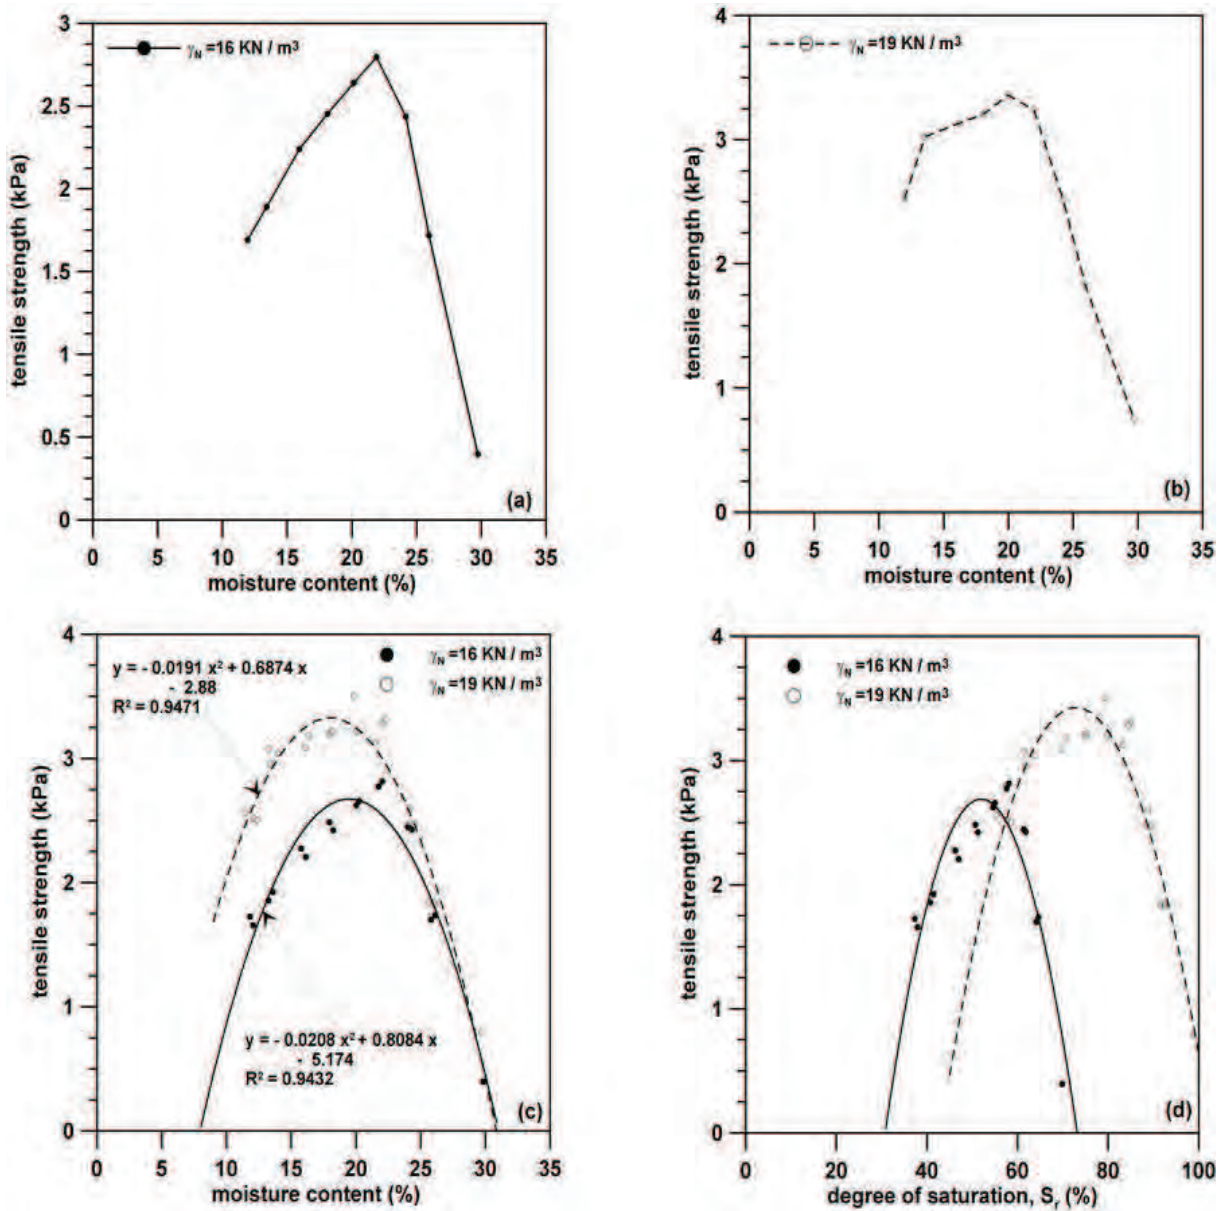 3
2.5
2
1.5
1
0.5
0
tensile strength (kPa)
γN =16 KN / m³
(a)
0 5 10 15 20 25 30 35
moisture content (%)
4
3
2
1
0
tensile strength (kPa)
γN =19 KN / m³
(b)
0 5 10 15 20 25 30 35
moisture content (%)
4
3
2
1
0
tensile strength (kPa)
y = - 0.0191 x² + 0.6874 x
- 2.88
R² = 0.9471
γN =16 KN / m³
γN =19 KN / m³
y = - 0.0208 x² + 0.8084 x
- 5.174
R² = 0.9432
(c)
0 5 10 15 20 25 30 35
moisture content (%)
4
3
2
1
0
tensile strength (kPa)
γN =16 KN / m³
γN =19 KN / m³
(d)
0 20 40 60 80 100
degree of saturation, Sr (%)